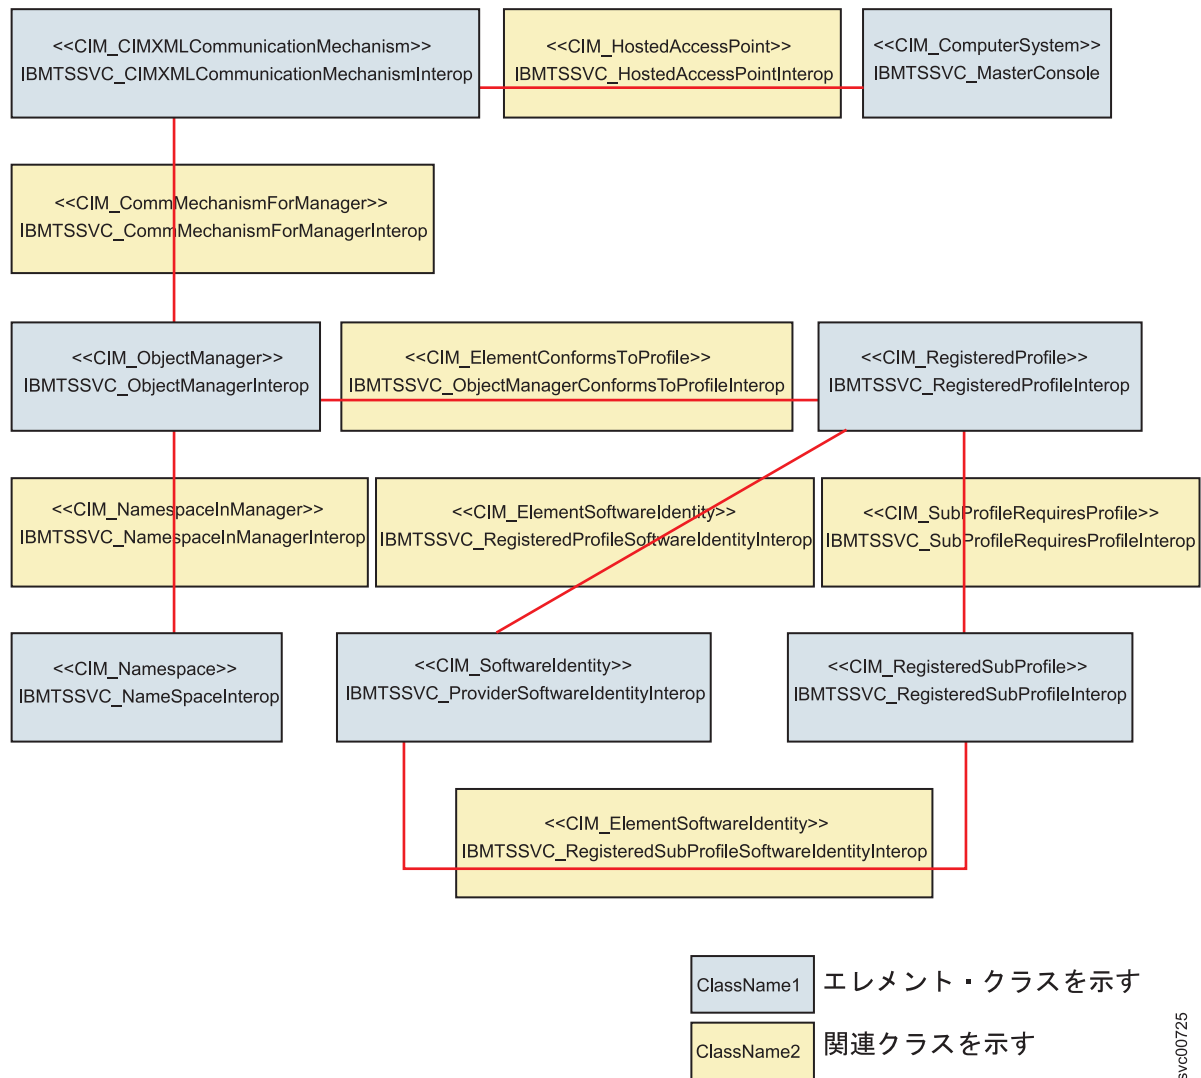 <<CIM_CIMXMLCommunicationMechanism>>
IBMTSSVC_CIMXMLCommunicationMechanismInterop
<<CIM_HostedAccessPoint>>
IBMTSSVC_HostedAccessPointInterop
<<CIM_ComputerSystem>>
IBMTSSVC_MasterConsole
<<CIM_CommMechanismForManager>>
IBMTSSVC_CommMechanismForManagerInterop
<<CIM_ObjectManager>>
IBMTSSVC_ObjectManagerInterop
<<CIM_ElementConformsToProfile>>
IBMTSSVC_ObjectManagerConformsToProfileInterop
<<CIM_RegisteredProfile>>
IBMTSSVC_RegisteredProfileInterop
<<CIM_NamespaceInManager>>
IBMTSSVC_NamespaceInManagerInterop
<<CIM_ElementSoftwareIdentity>>
IBMTSSVC_RegisteredProfileSoftwareIdentityInterop
<<CIM_SubProfileRequiresProfile>>
IBMTSSVC_SubProfileRequiresProfileInterop
<<CIM_Namespace>>
IBMTSSVC_NameSpaceInterop
<<CIM_SoftwareIdentity>>
IBMTSSVC_ProviderSoftwareIdentityInterop
<<CIM_RegisteredSubProfile>>
IBMTSSVC_RegisteredSubProfileInterop
<<CIM_ElementSoftwareIdentity>>
IBMTSSVC_RegisteredSubProfileSoftwareIdentityInterop
ClassName1 エレメント・クラスを示す
ClassName2 関連クラスを示す
svc00725